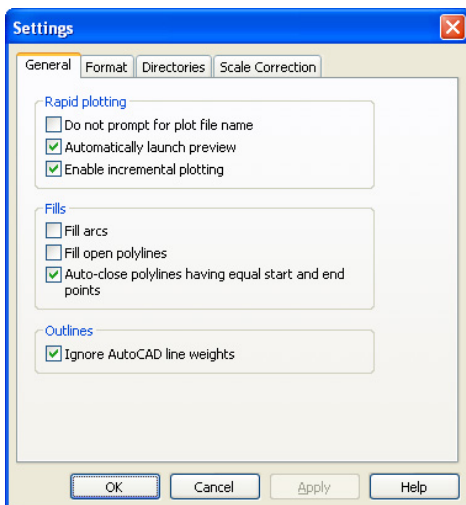 Settings
General Format Directories Scale Correction
Rapid plotting
Do not prompt for plot file name
Automatically launch preview
Enable incremental plotting
Fills
Fill arcs
Fill open polylines
Auto-close polylines having equal start and end
points
Outlines
Ignore AutoCAD line weights
OK Cancel Apply Help